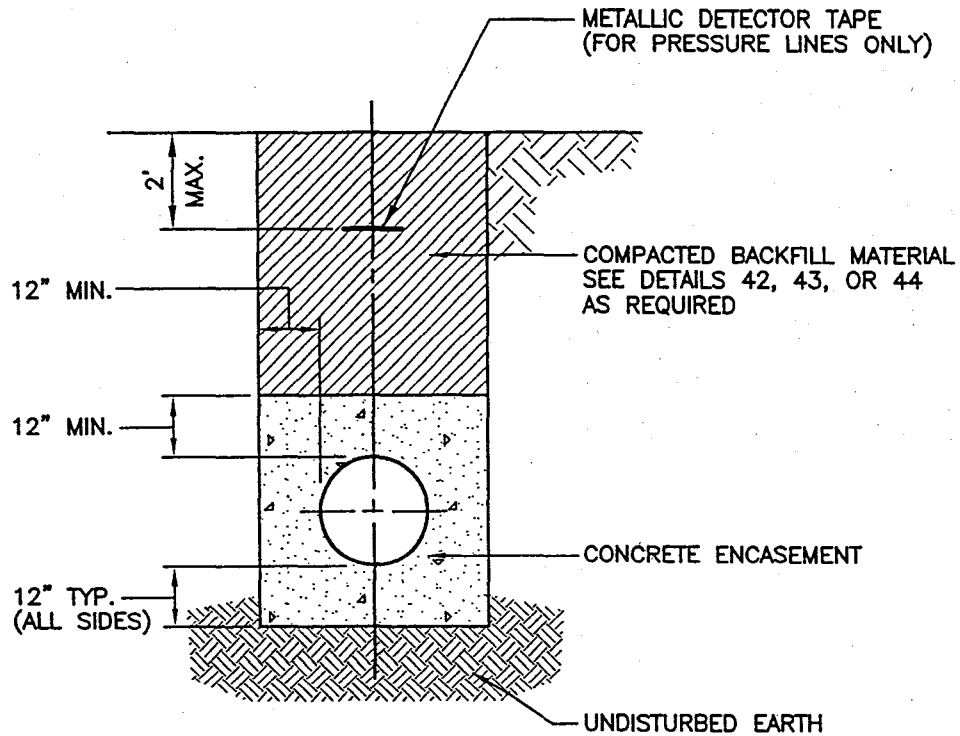 METALLIC DETECTOR TAPE
(FOR PRESSURE LINES ONLY)
2'
MAX.
COMPACTED BACKFILL MATERIAL
SEE DETAILS 42, 43, OR 44
AS REQUIRED
12" MIN.
12" MIN.
CONCRETE ENCASEMENT
12" TYP.
(ALL SIDES)
UNDISTURBED EARTH